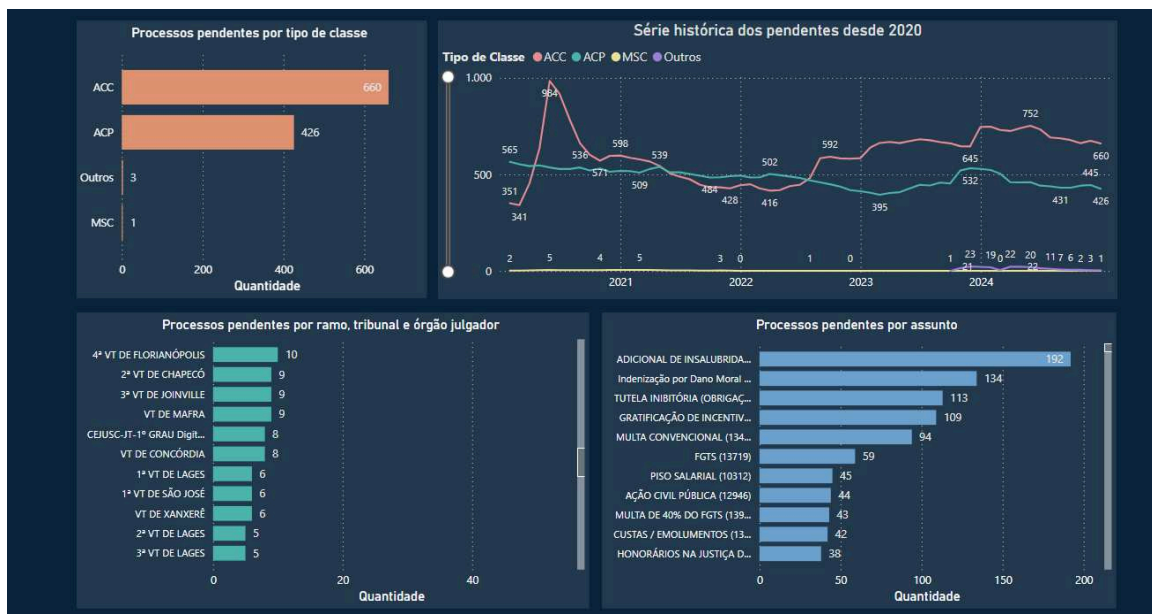 Processos pendentes por tipo de classe
ACC 660
ACP 426
Outros 3
MSC 1
0 200 400 600
Quantidade
Série histórica dos pendentes desde 2020
Tipo de Classe ACC ACP MSC Outros
1.000
500
0
984
565 536 598 539 502 592 645 752 660
351 571 509 484 532 445
341 428 416 395 431 426
2 5 4 5 3 0 1 0 1 23 19 0 22 20 11 7 6 2 3 1
21 22
2021 2022 2023 2024
Processos pendentes por ramo, tribunal e órgão julgador
4ª VT DE FLORIANÓPOLIS 10
2ª VT DE CHAPECÓ 9
3ª VT DE JOINVILLE 9
VT DE MAFRA 9
CEJUSC-JT-1º GRAU Digit... 8
VT DE CONCÓRDIA 8
1ª VT DE LAGES 6
1ª VT DE SÃO JOSÉ 6
VT DE XANXERÊ 6
2ª VT DE LAGES 5
3ª VT DE LAGES 5
0 20 40
Quantidade
Processos pendentes por assunto
ADICIONAL DE INSALUBRIDA... 192
Indenização por Dano Moral ... 134
TUTELA INIBITÓRIA (OBRIGAÇ... 113
GRATIFICAÇÃO DE INCENTIV... 109
MULTA CONVENCIONAL (134... 94
FGTS (13719) 59
PISO SALARIAL (10312) 45
AÇÃO CIVIL PÚBLICA (12946) 44
MULTA DE 40% DO FGTS (139... 43
CUSTAS / EMOLUMENTOS (13... 42
HONORÁRIOS NA JUSTIÇA D... 38
0 50 100 150 200
Quantidade